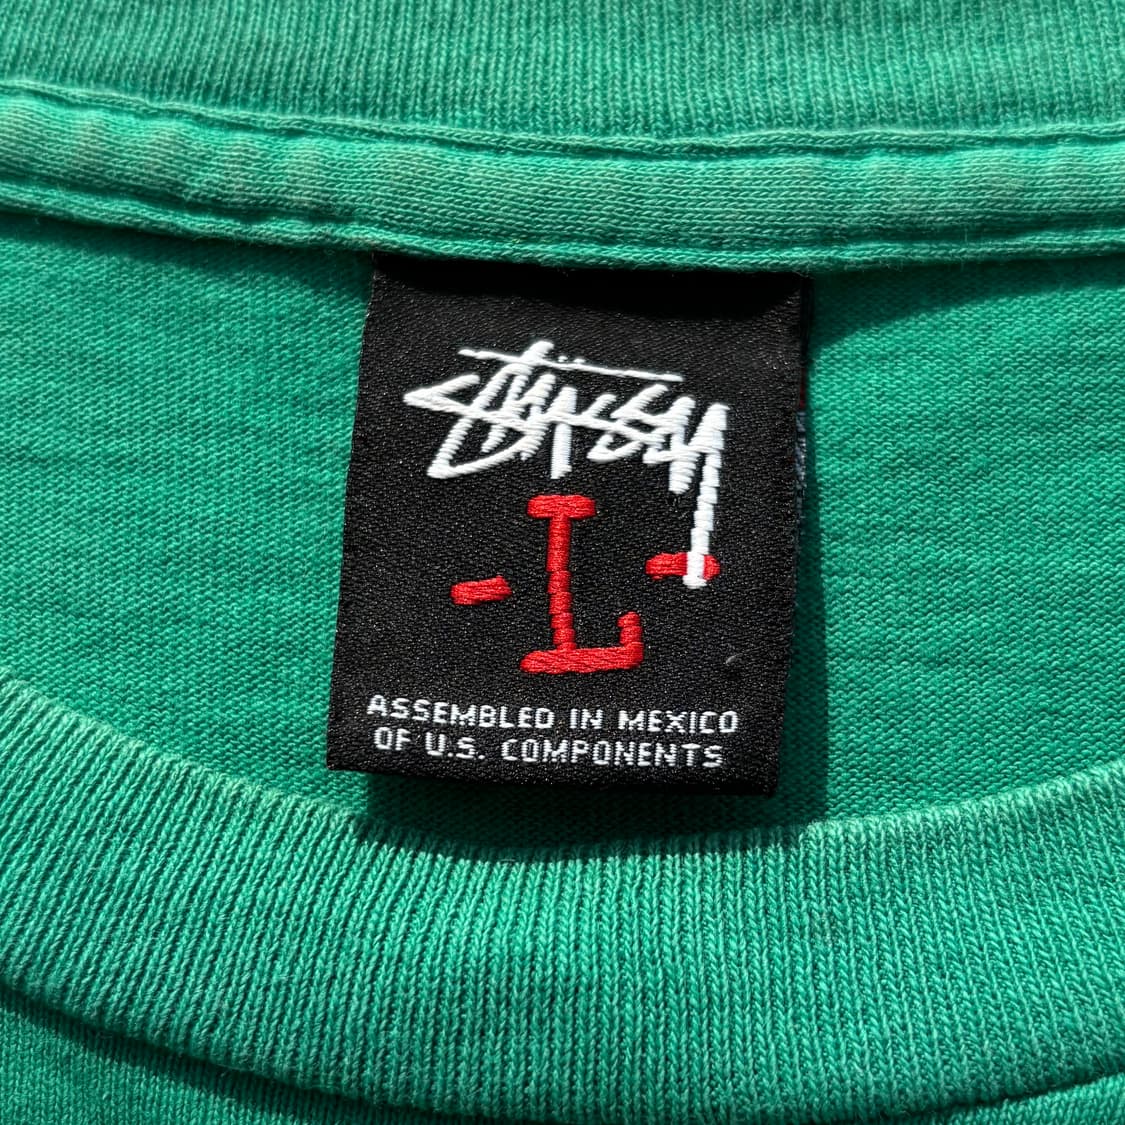 STÜSSY
-L-
ASSEMBLED IN MEXICO
OF U.S. COMPONENTS